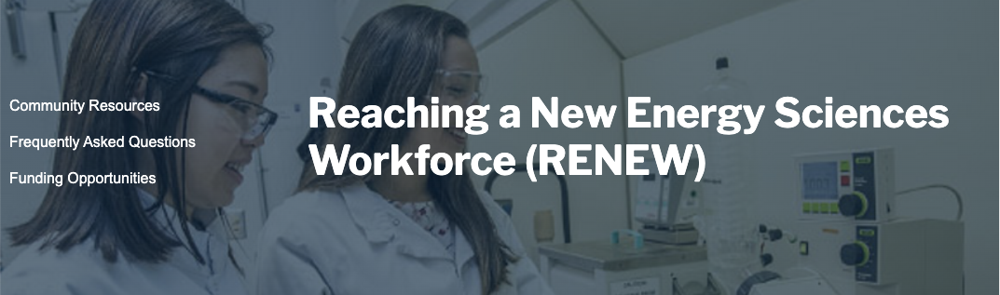 Community Resources
Frequently Asked Questions
Funding Opportunities
Reaching a New Energy Sciences
Workforce (RENEW)